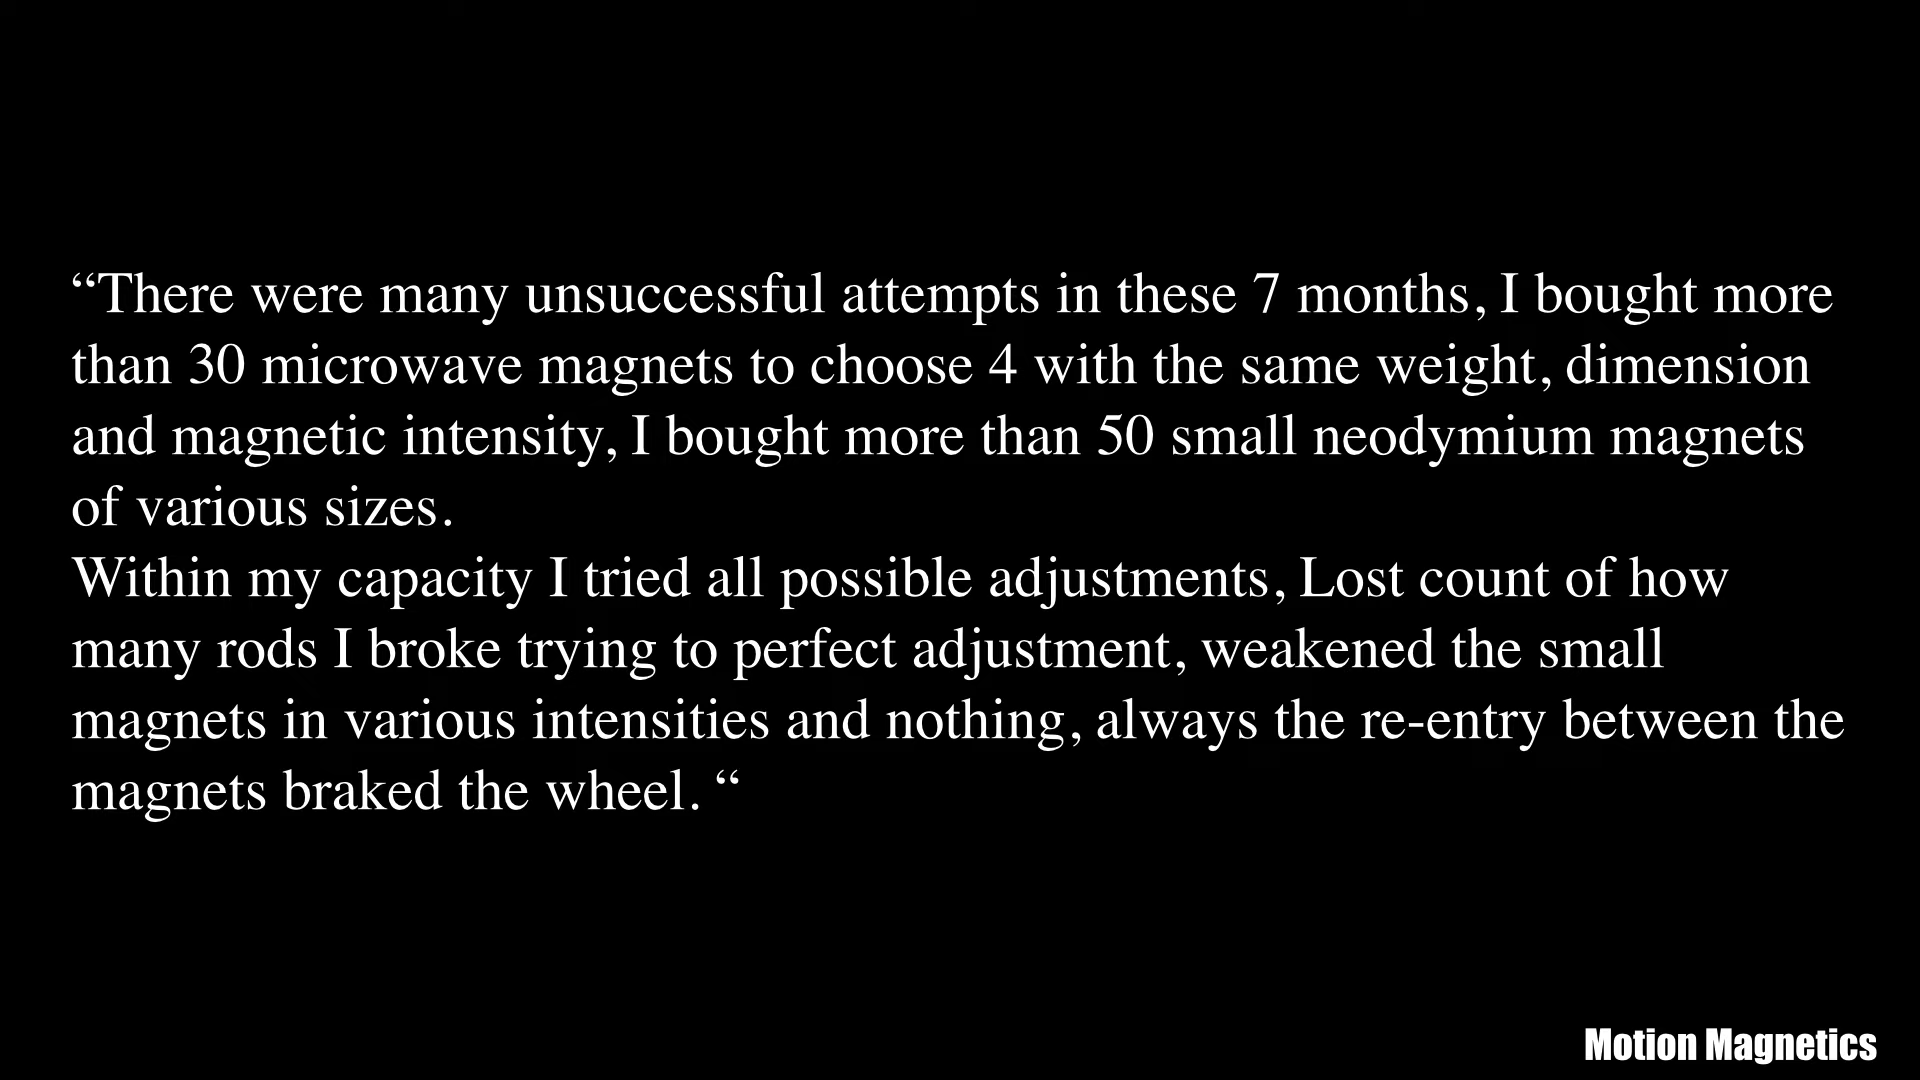 “There were many unsuccessful attempts in these 7 months, I bought more
than 30 microwave magnets to choose 4 with the same weight, dimension
and magnetic intensity, I bought more than 50 small neodymium magnets
of various sizes.
Within my capacity I tried all possible adjustments, Lost count of how
many rods I broke trying to perfect adjustment, weakened the small
magnets in various intensities and nothing, always the re-entry between the
magnets braked the wheel. “
Motion Magnetics